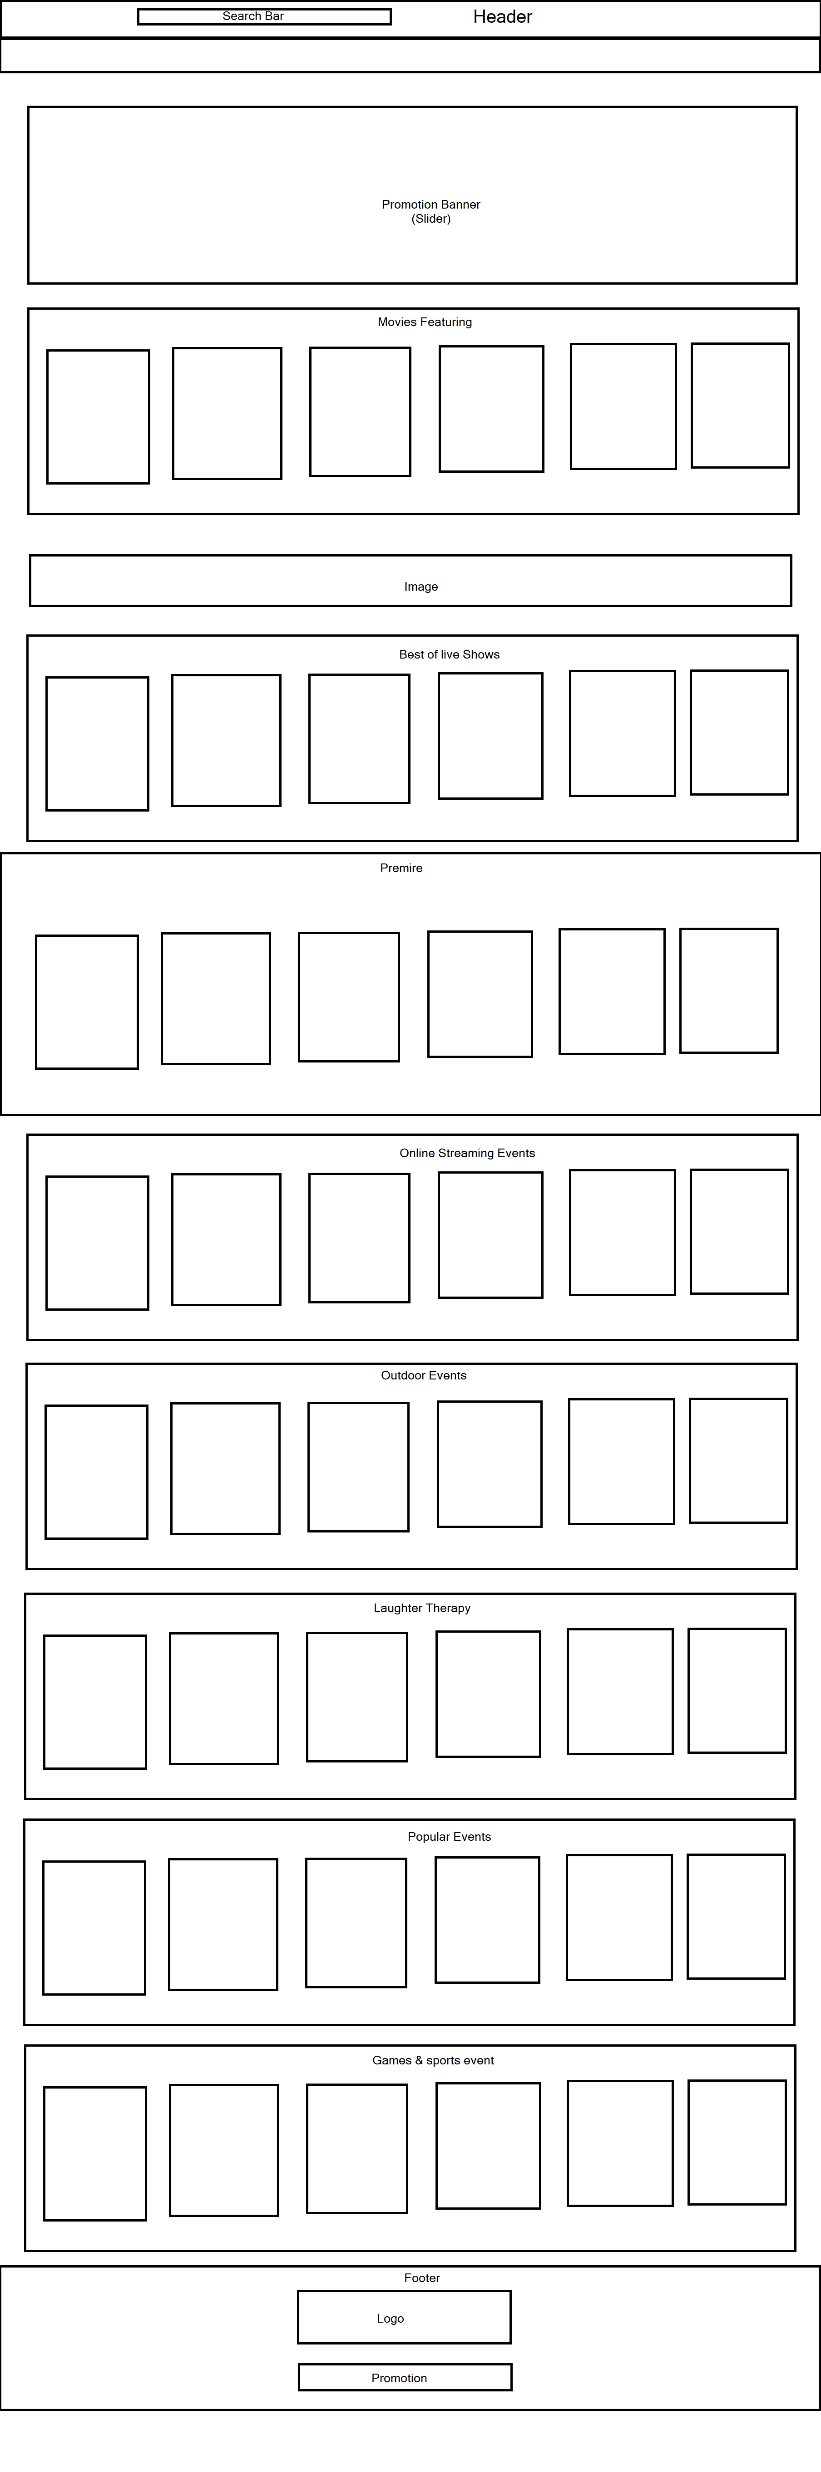 Search Bar
Header
Promotion Banner
(Slider)
Movies Featuring
Image
Best of live Shows
Premire
Online Streaming Events
Outdoor Events
Laughter Therapy
Popular Events
Games & sports event
Footer
Logo
Promotion